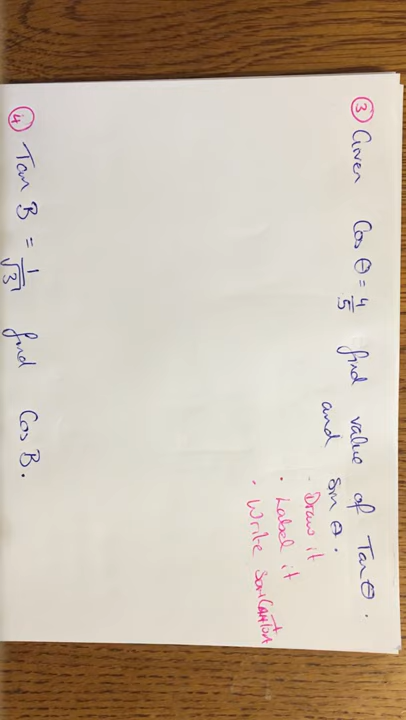 ③ Given Cos θ = 4/5 find value of Tan θ.
and Sin θ.
- Draw it
• Label it
• Write SOHCAHTOA
④ Tan B = 1/√3 find Cos B.